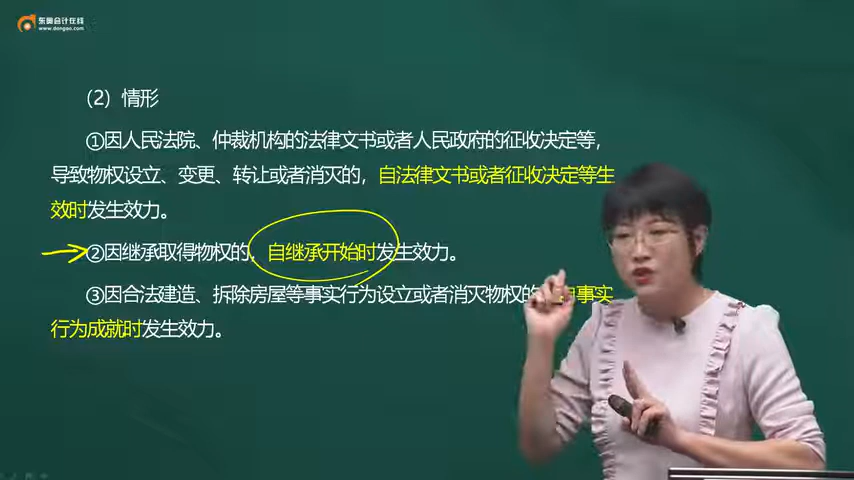 东奥会计在线
www.dongao.com
（2）情形
①因人民法院、仲裁机构的法律文书或者人民政府的征收决定等，
导致物权设立、变更、转让或者消灭的，自法律文书或者征收决定等生
效时发生效力。
②因继承取得物权的，自继承开始时发生效力。
③因合法建造、拆除房屋等事实行为设立或者消灭物权的 事实
行为成就时发生效力。